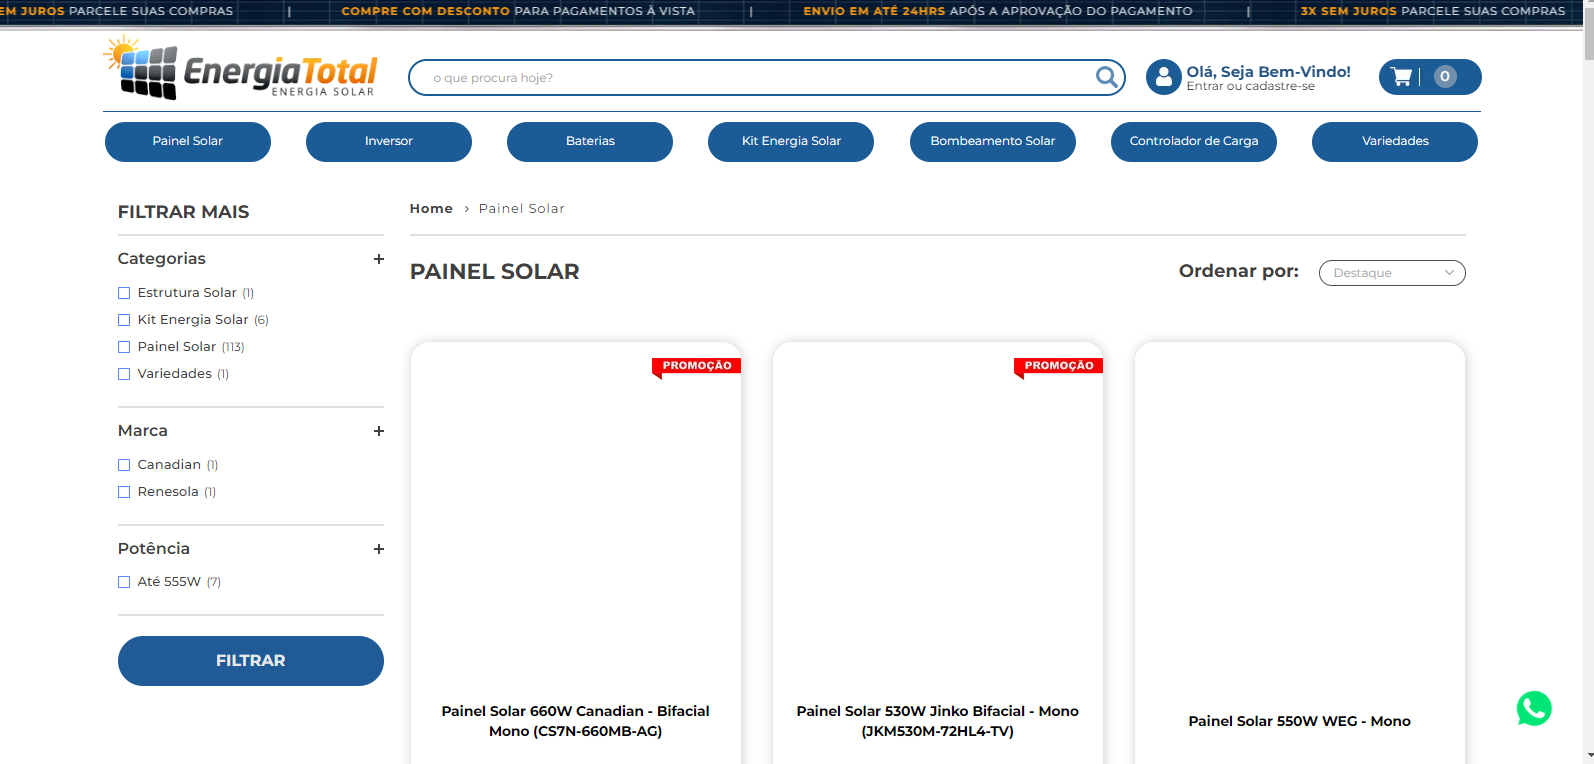 EM JUROS PARCELE SUAS COMPRAS | COMPRE COM DESCONTO PARA PAGAMENTOS À VISTA | ENVIO EM ATÉ 24HRS APÓS A APROVAÇÃO DO PAGAMENTO | 3X SEM JUROS PARCELE SUAS COMPRAS
EnergiaTotal
ENERGIA SOLAR
o que procura hoje?
Olá, Seja Bem-Vindo!
Entrar ou cadastre-se
0
Painel Solar
Inversor
Baterias
Kit Energia Solar
Bombeamento Solar
Controlador de Carga
Variedades
FILTRAR MAIS
Categorias +
Estrutura Solar (1)
Kit Energia Solar (6)
Painel Solar (113)
Variedades (1)
Marca +
Canadian (1)
Renesola (1)
Potência +
Até 555W (7)
FILTRAR
Home › Painel Solar
PAINEL SOLAR
Ordenar por: Destaque
PROMOÇÃO
Painel Solar 660W Canadian - Bifacial
Mono (CS7N-660MB-AG)
PROMOÇÃO
Painel Solar 530W Jinko Bifacial - Mono
(JKM530M-72HL4-TV)
Painel Solar 550W WEG - Mono